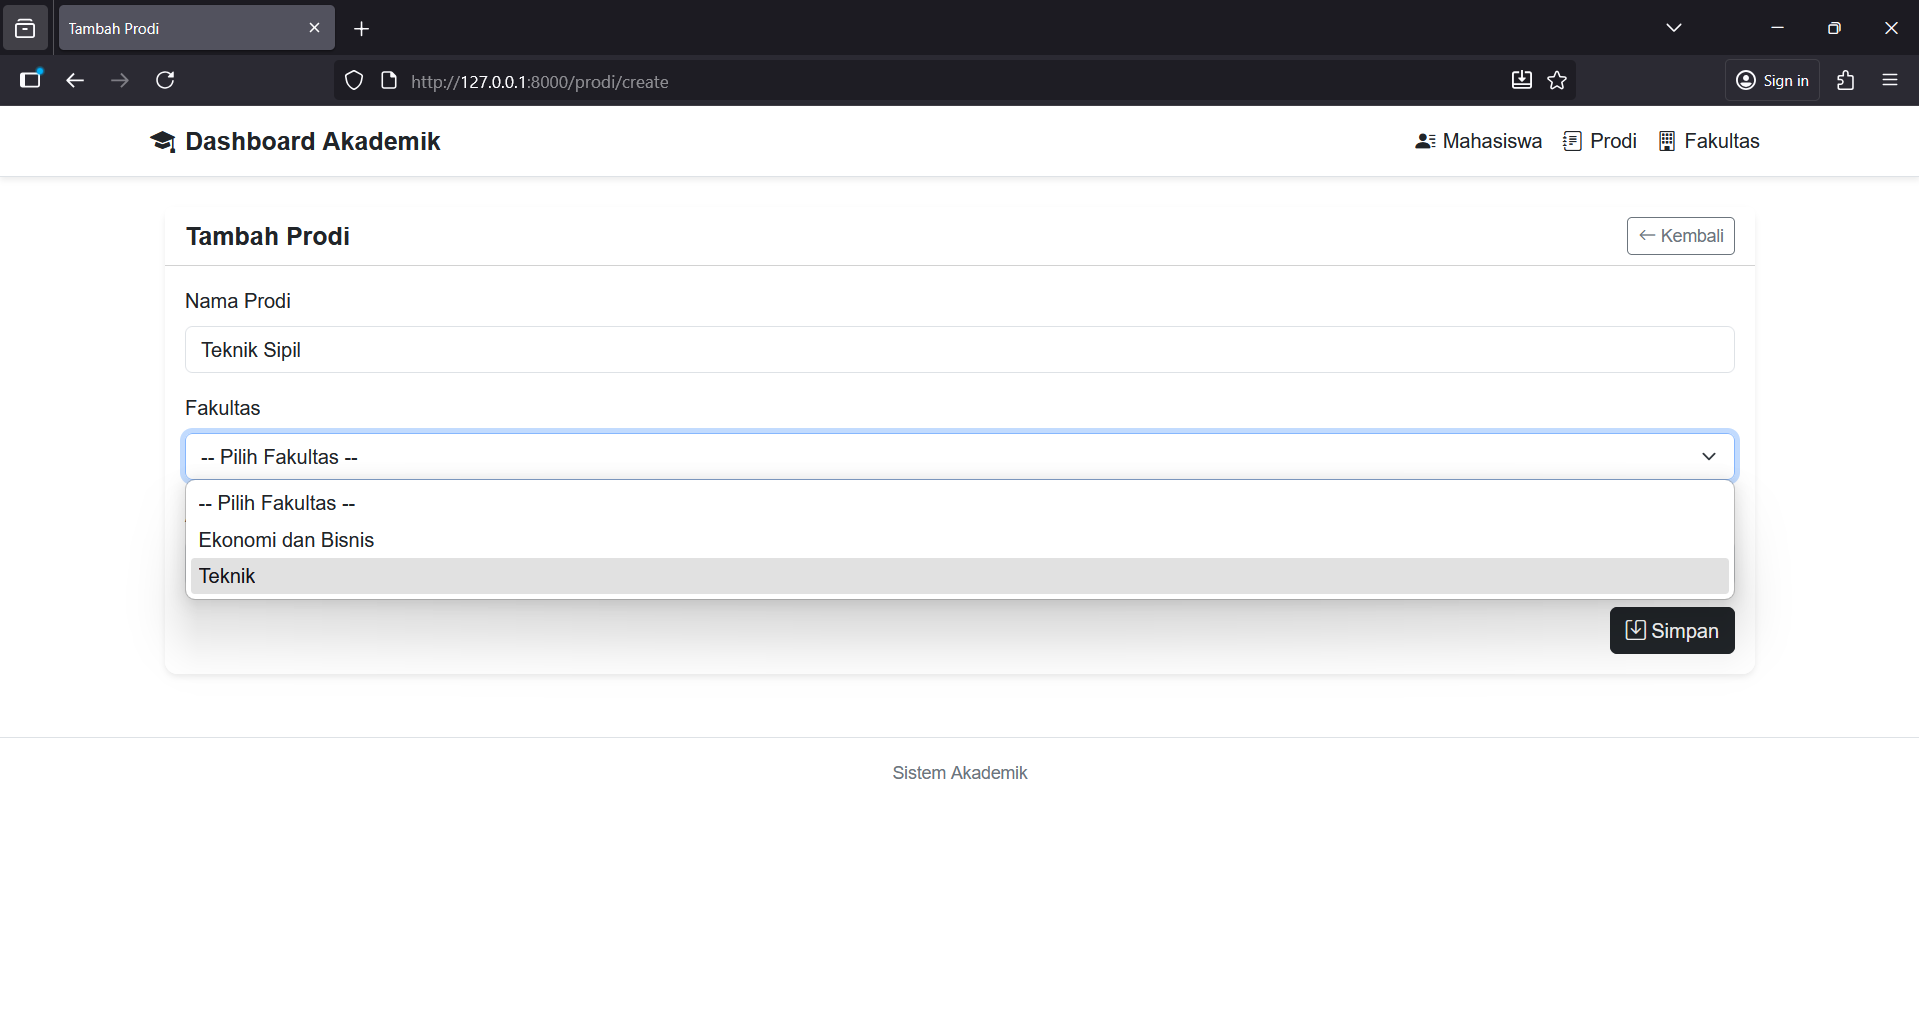 Tambah Prodi
http://127.0.0.1:8000/prodi/create
Sign in
Dashboard Akademik
Mahasiswa
Prodi
Fakultas
Tambah Prodi
Kembali
Nama Prodi
Teknik Sipil
Fakultas
-- Pilih Fakultas --
-- Pilih Fakultas --
Ekonomi dan Bisnis
Teknik
Simpan
Sistem Akademik